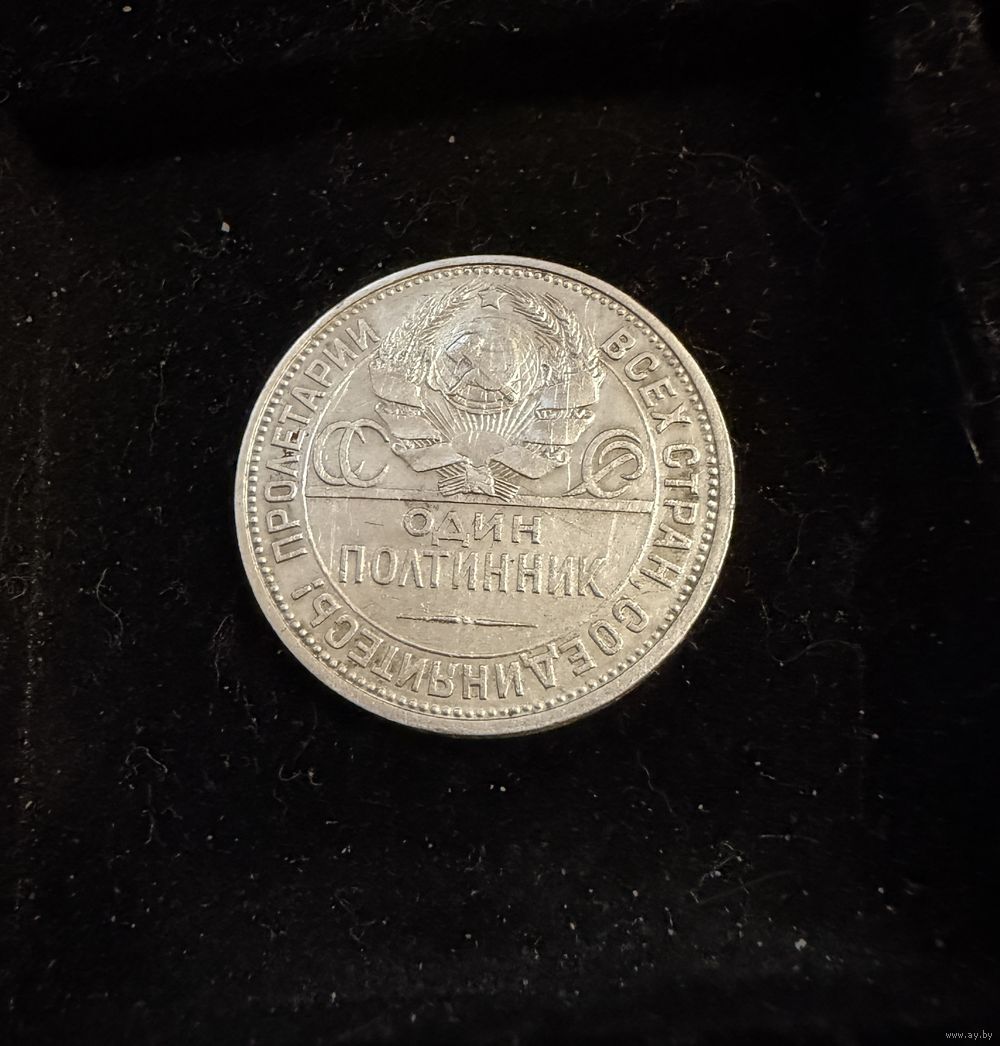 ПРОЛЕТАРИИ ВСЕХ СТРАН, СОЕДИНЯЙТЕСЬ!
СССР
ОДИН
ПОЛТИННИК
www.ay.by